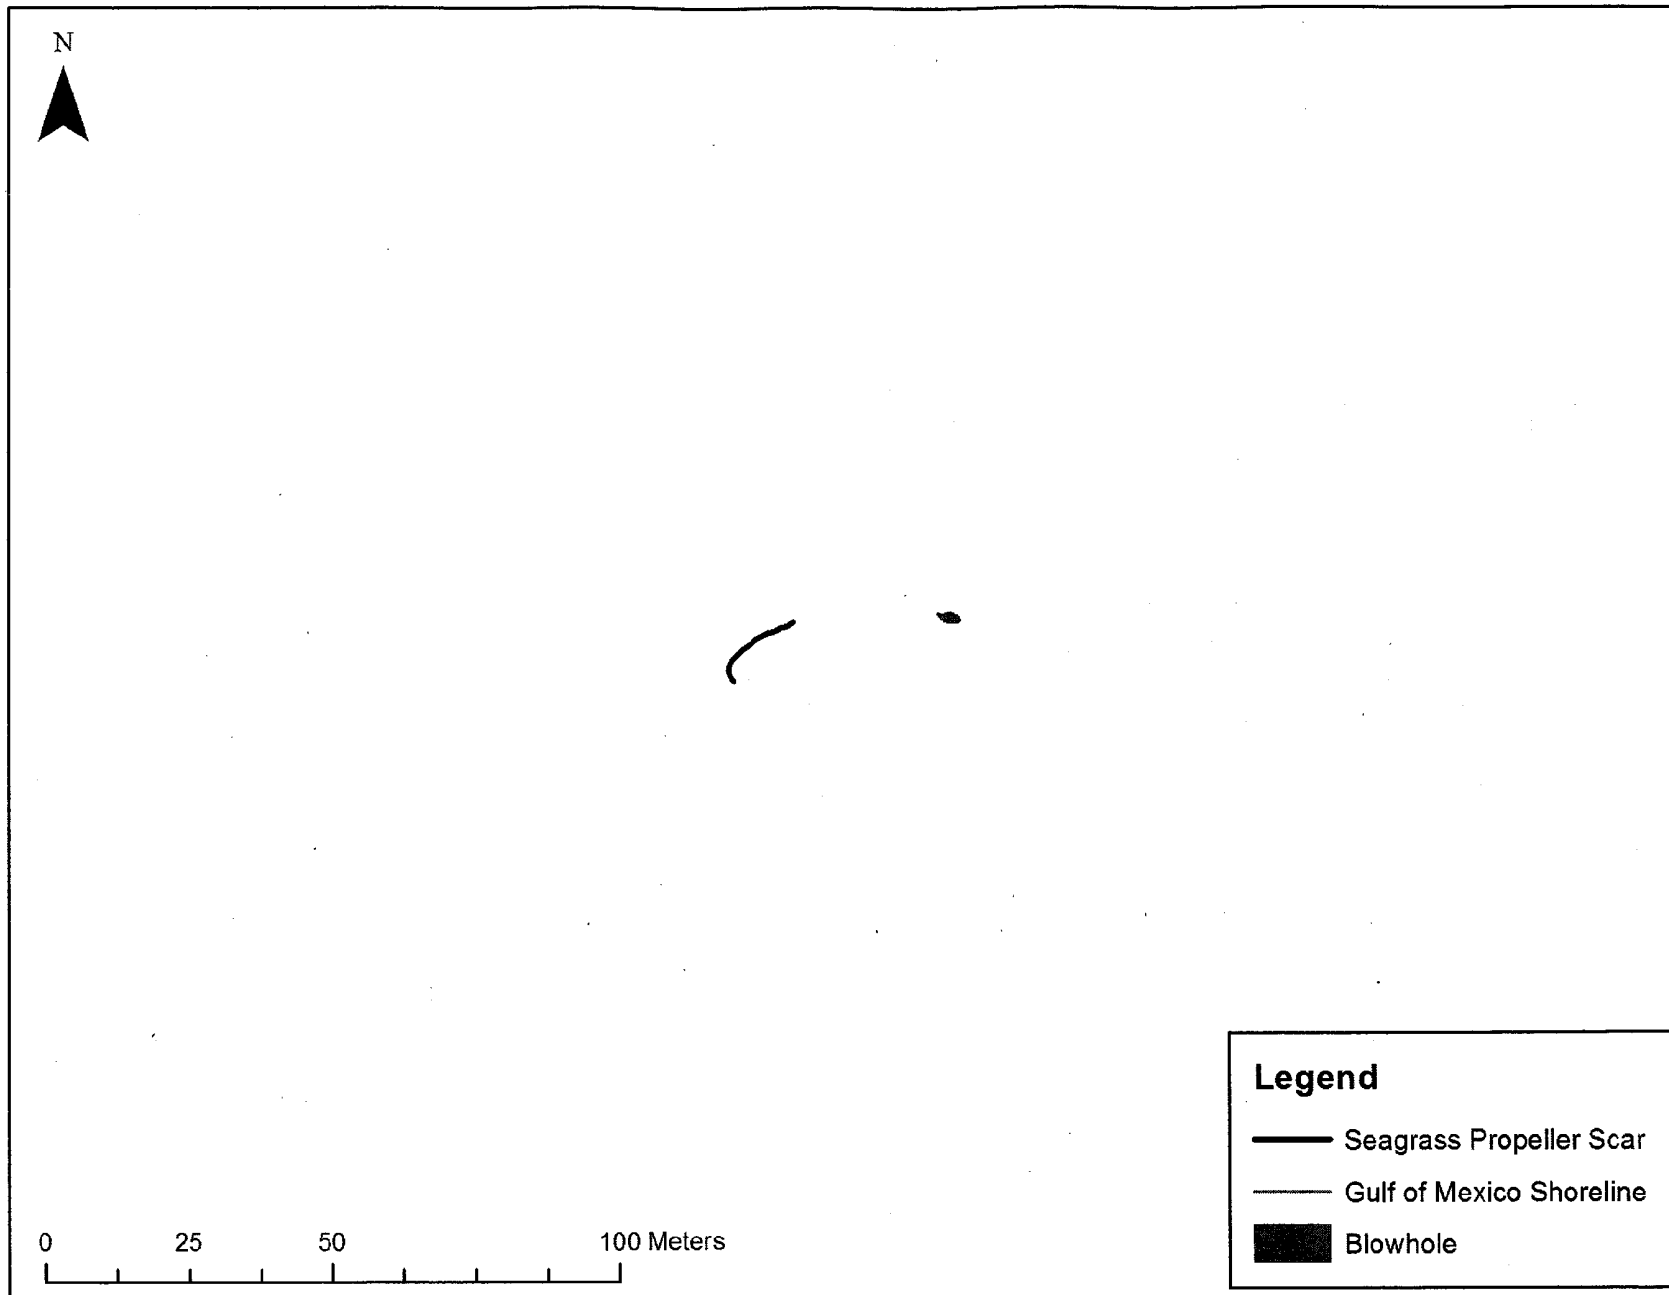 N
Legend
Seagrass Propeller Scar
Gulf of Mexico Shoreline
Blowhole
0 25 50 100 Meters